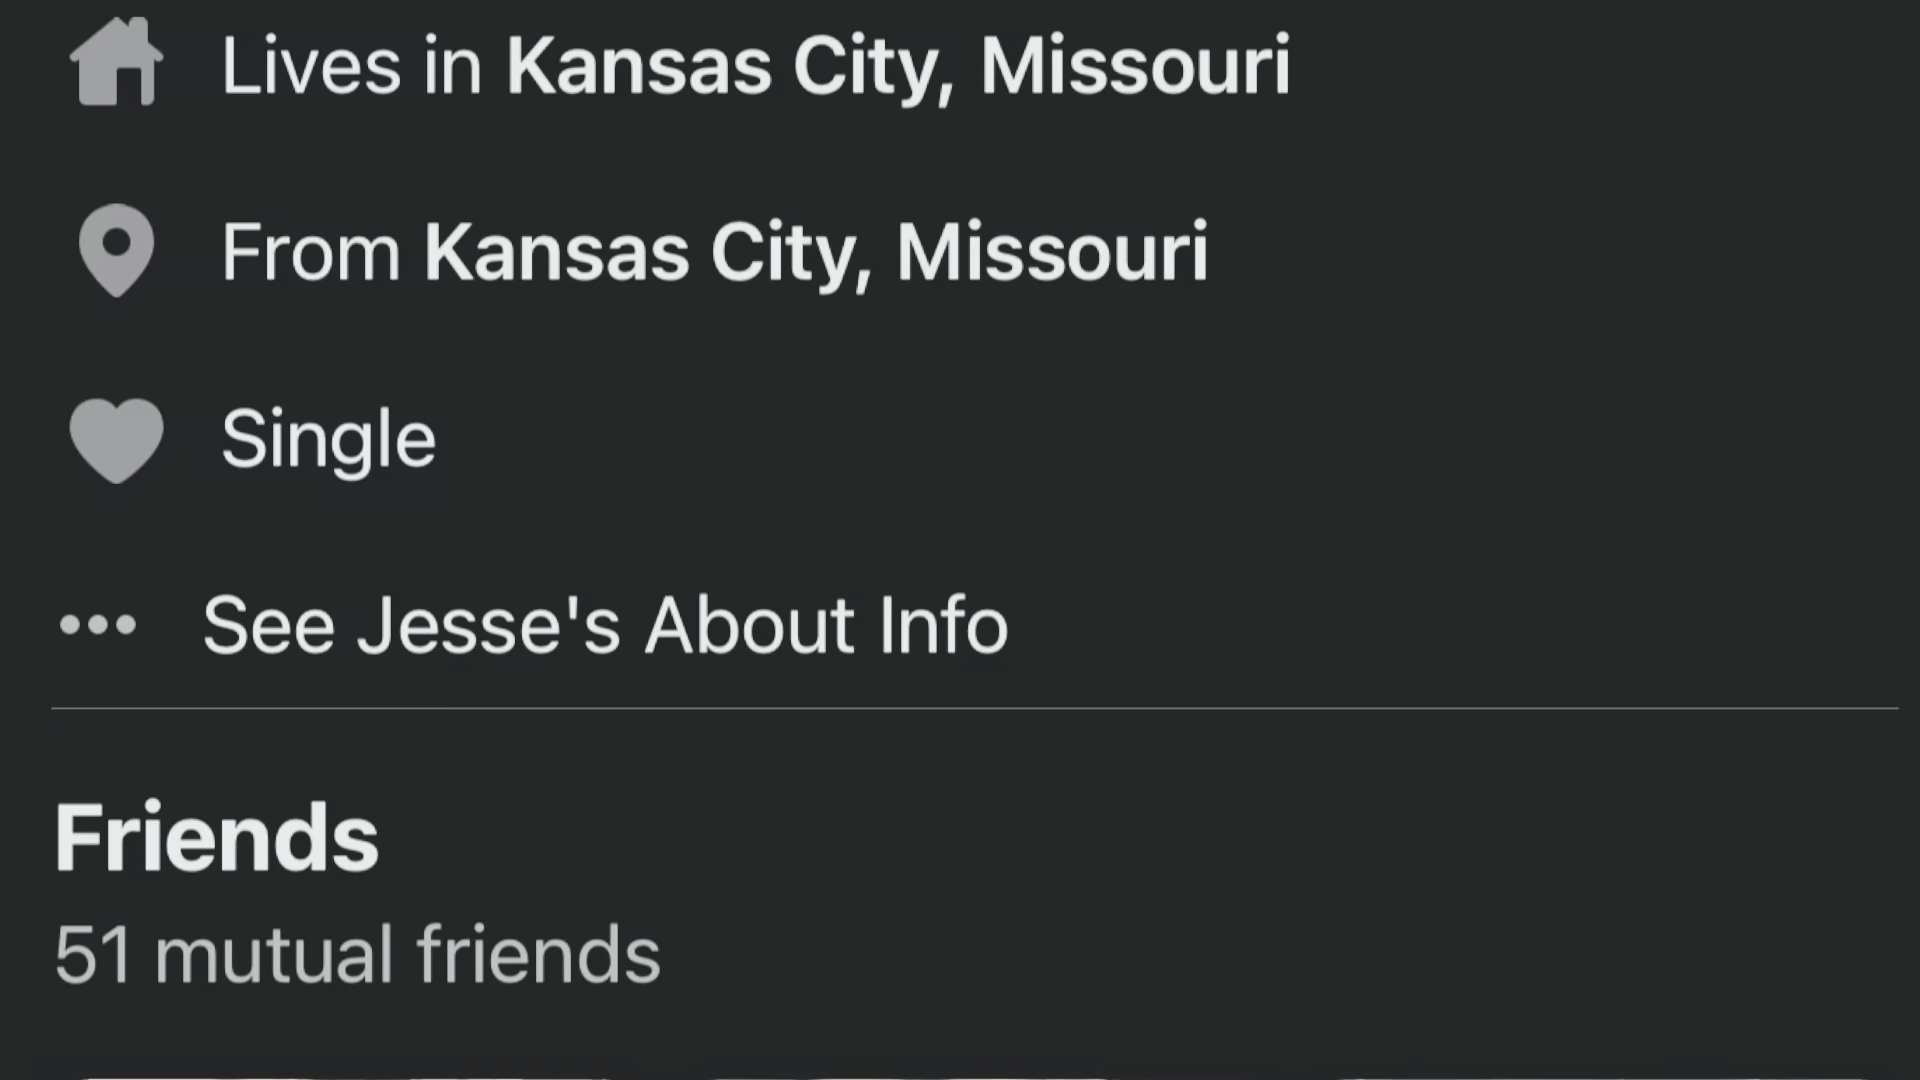 Lives in Kansas City, Missouri
From Kansas City, Missouri
Single
See Jesse's About Info
Friends
51 mutual friends